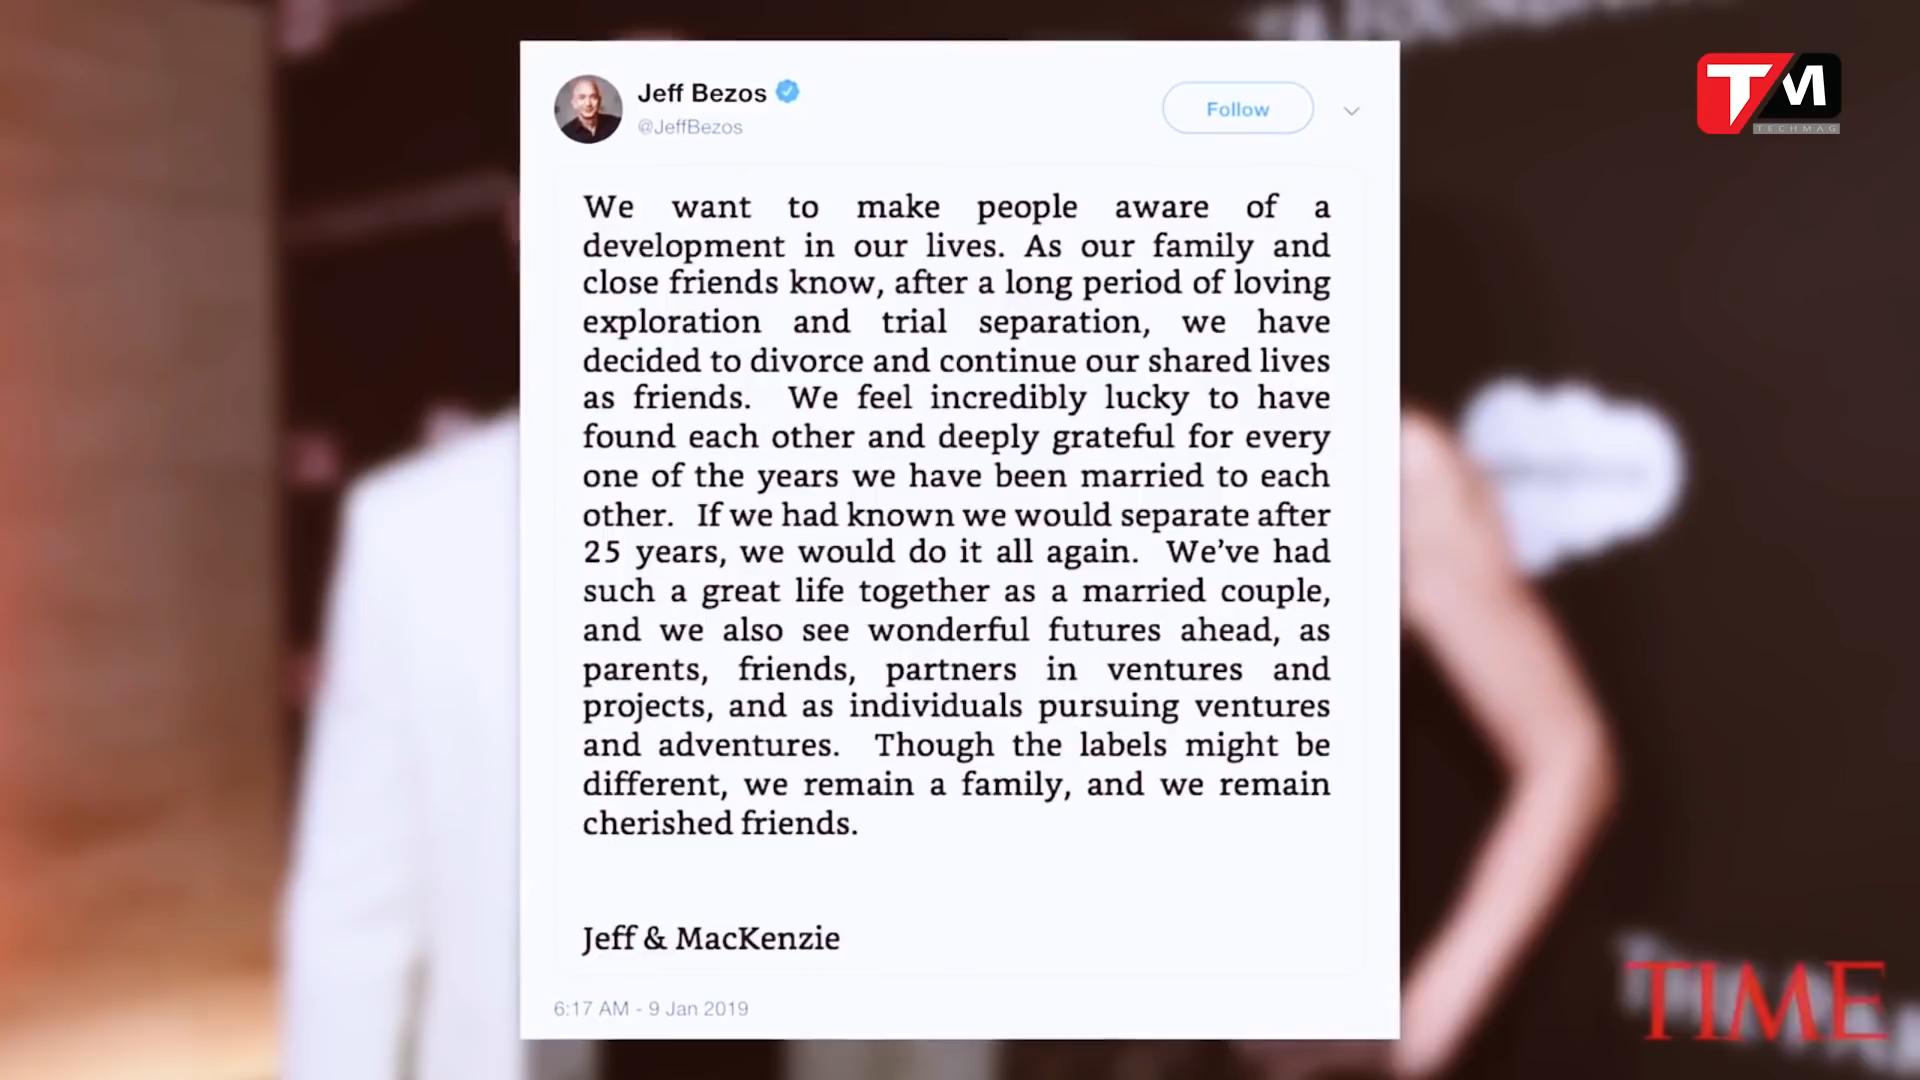 Jeff Bezos
@JeffBezos
Follow
TM
TECHMAG
We want to make people aware of a
development in our lives. As our family and
close friends know, after a long period of loving
exploration and trial separation, we have
decided to divorce and continue our shared lives
as friends. We feel incredibly lucky to have
found each other and deeply grateful for every
one of the years we have been married to each
other. If we had known we would separate after
25 years, we would do it all again. We've had
such a great life together as a married couple,
and we also see wonderful futures ahead, as
parents, friends, partners in ventures and
projects, and as individuals pursuing ventures
and adventures. Though the labels might be
different, we remain a family, and we remain
cherished friends.
Jeff & MacKenzie
6:17 AM - 9 Jan 2019
TIME